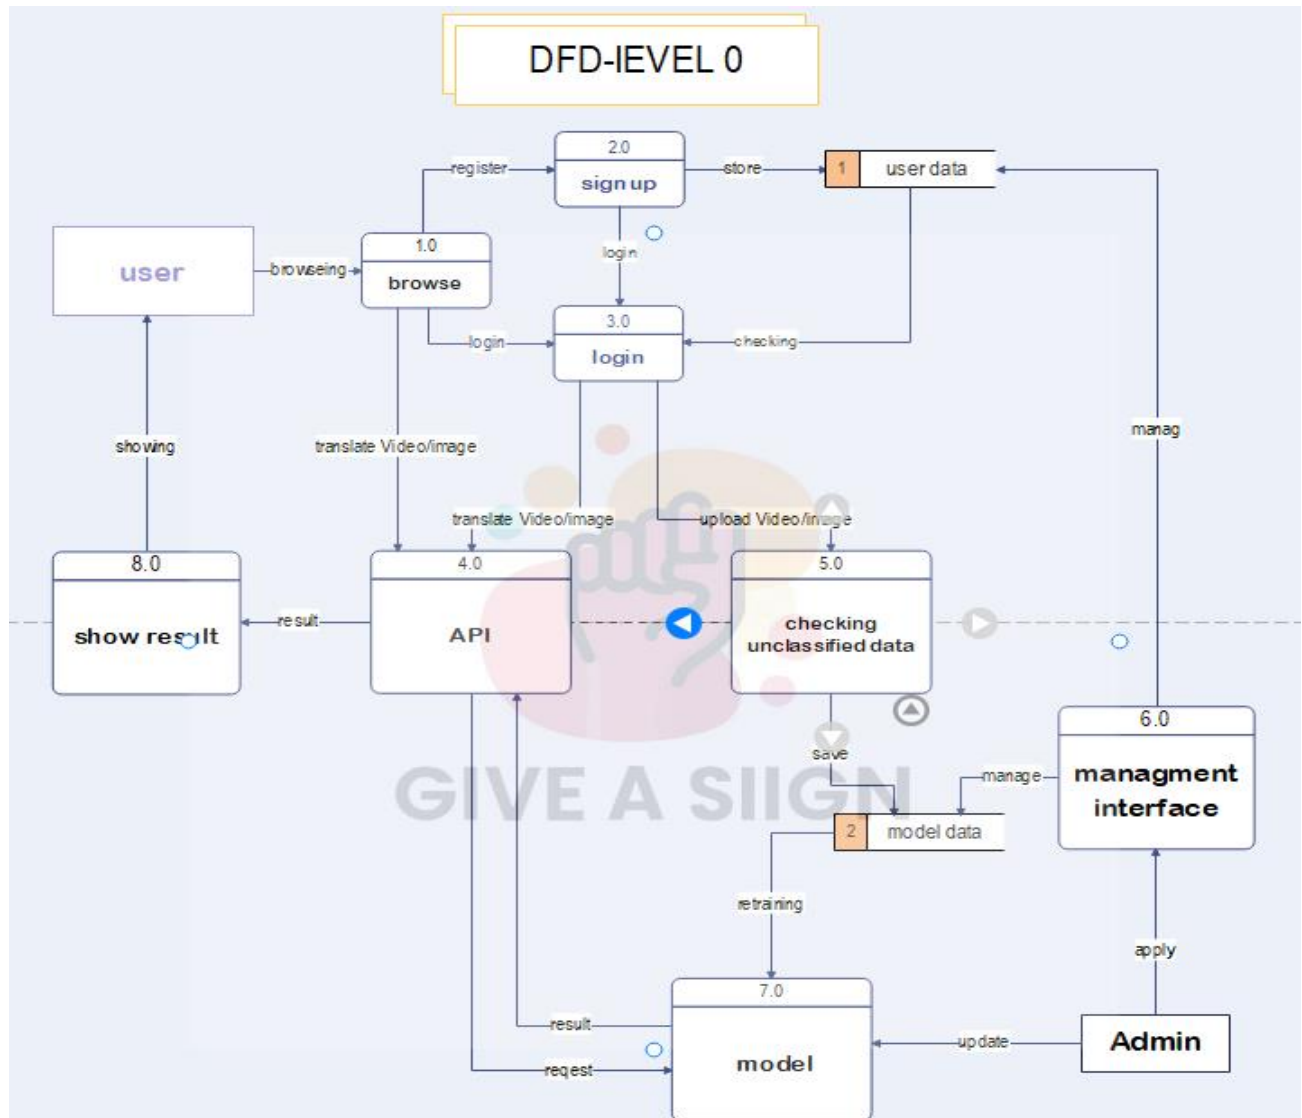 DFD-lEVEL 0
2.0
register
sign up
store
1
user data
user
browseing
1.0
browse
login
3.0
login
login
checking
manag
showing
translate Video/image
translate Video/image
upload Video/image
8.0
show result
result
4.0
API
5.0
checking
unclassified data
6.0
managment
interface
save
manage
GIVE A SIIGN
2
model data
retraining
apply
7.0
model
result
reqest
update
Admin